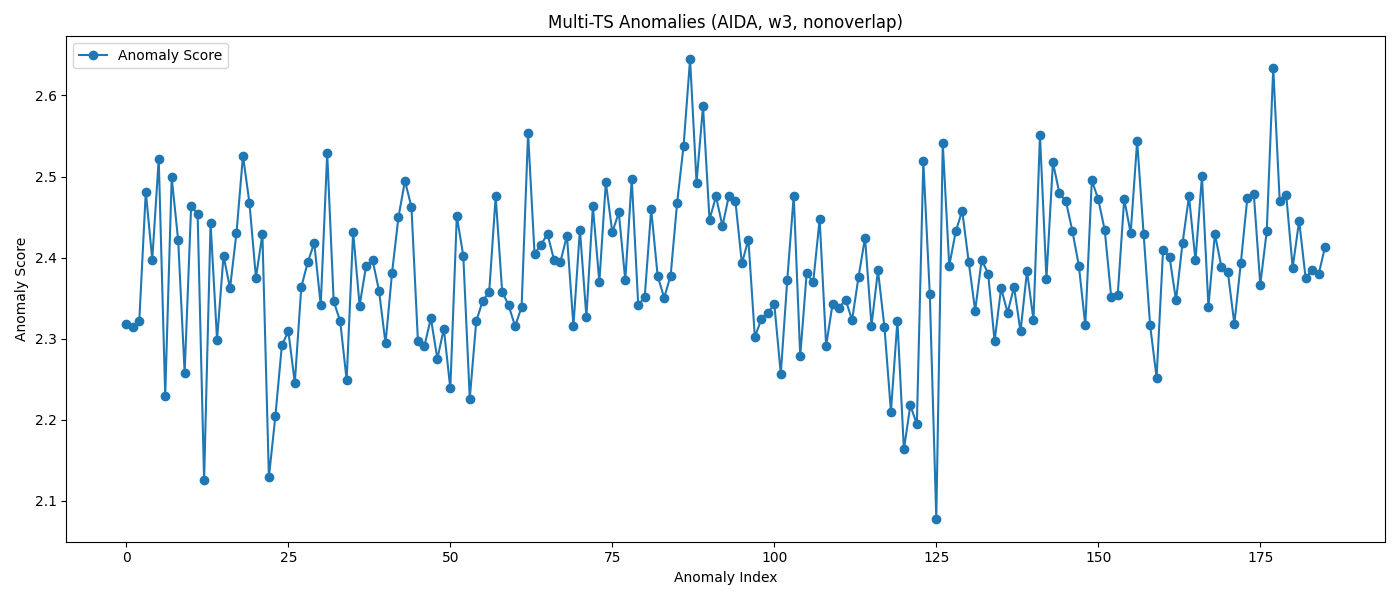 Multi-TS Anomalies (AIDA, w3, nonoverlap)
Anomaly Score
2.6
2.5
2.4
2.3
2.2
2.1
Anomaly Score
0 25 50 75 100 125 150 175
Anomaly Index